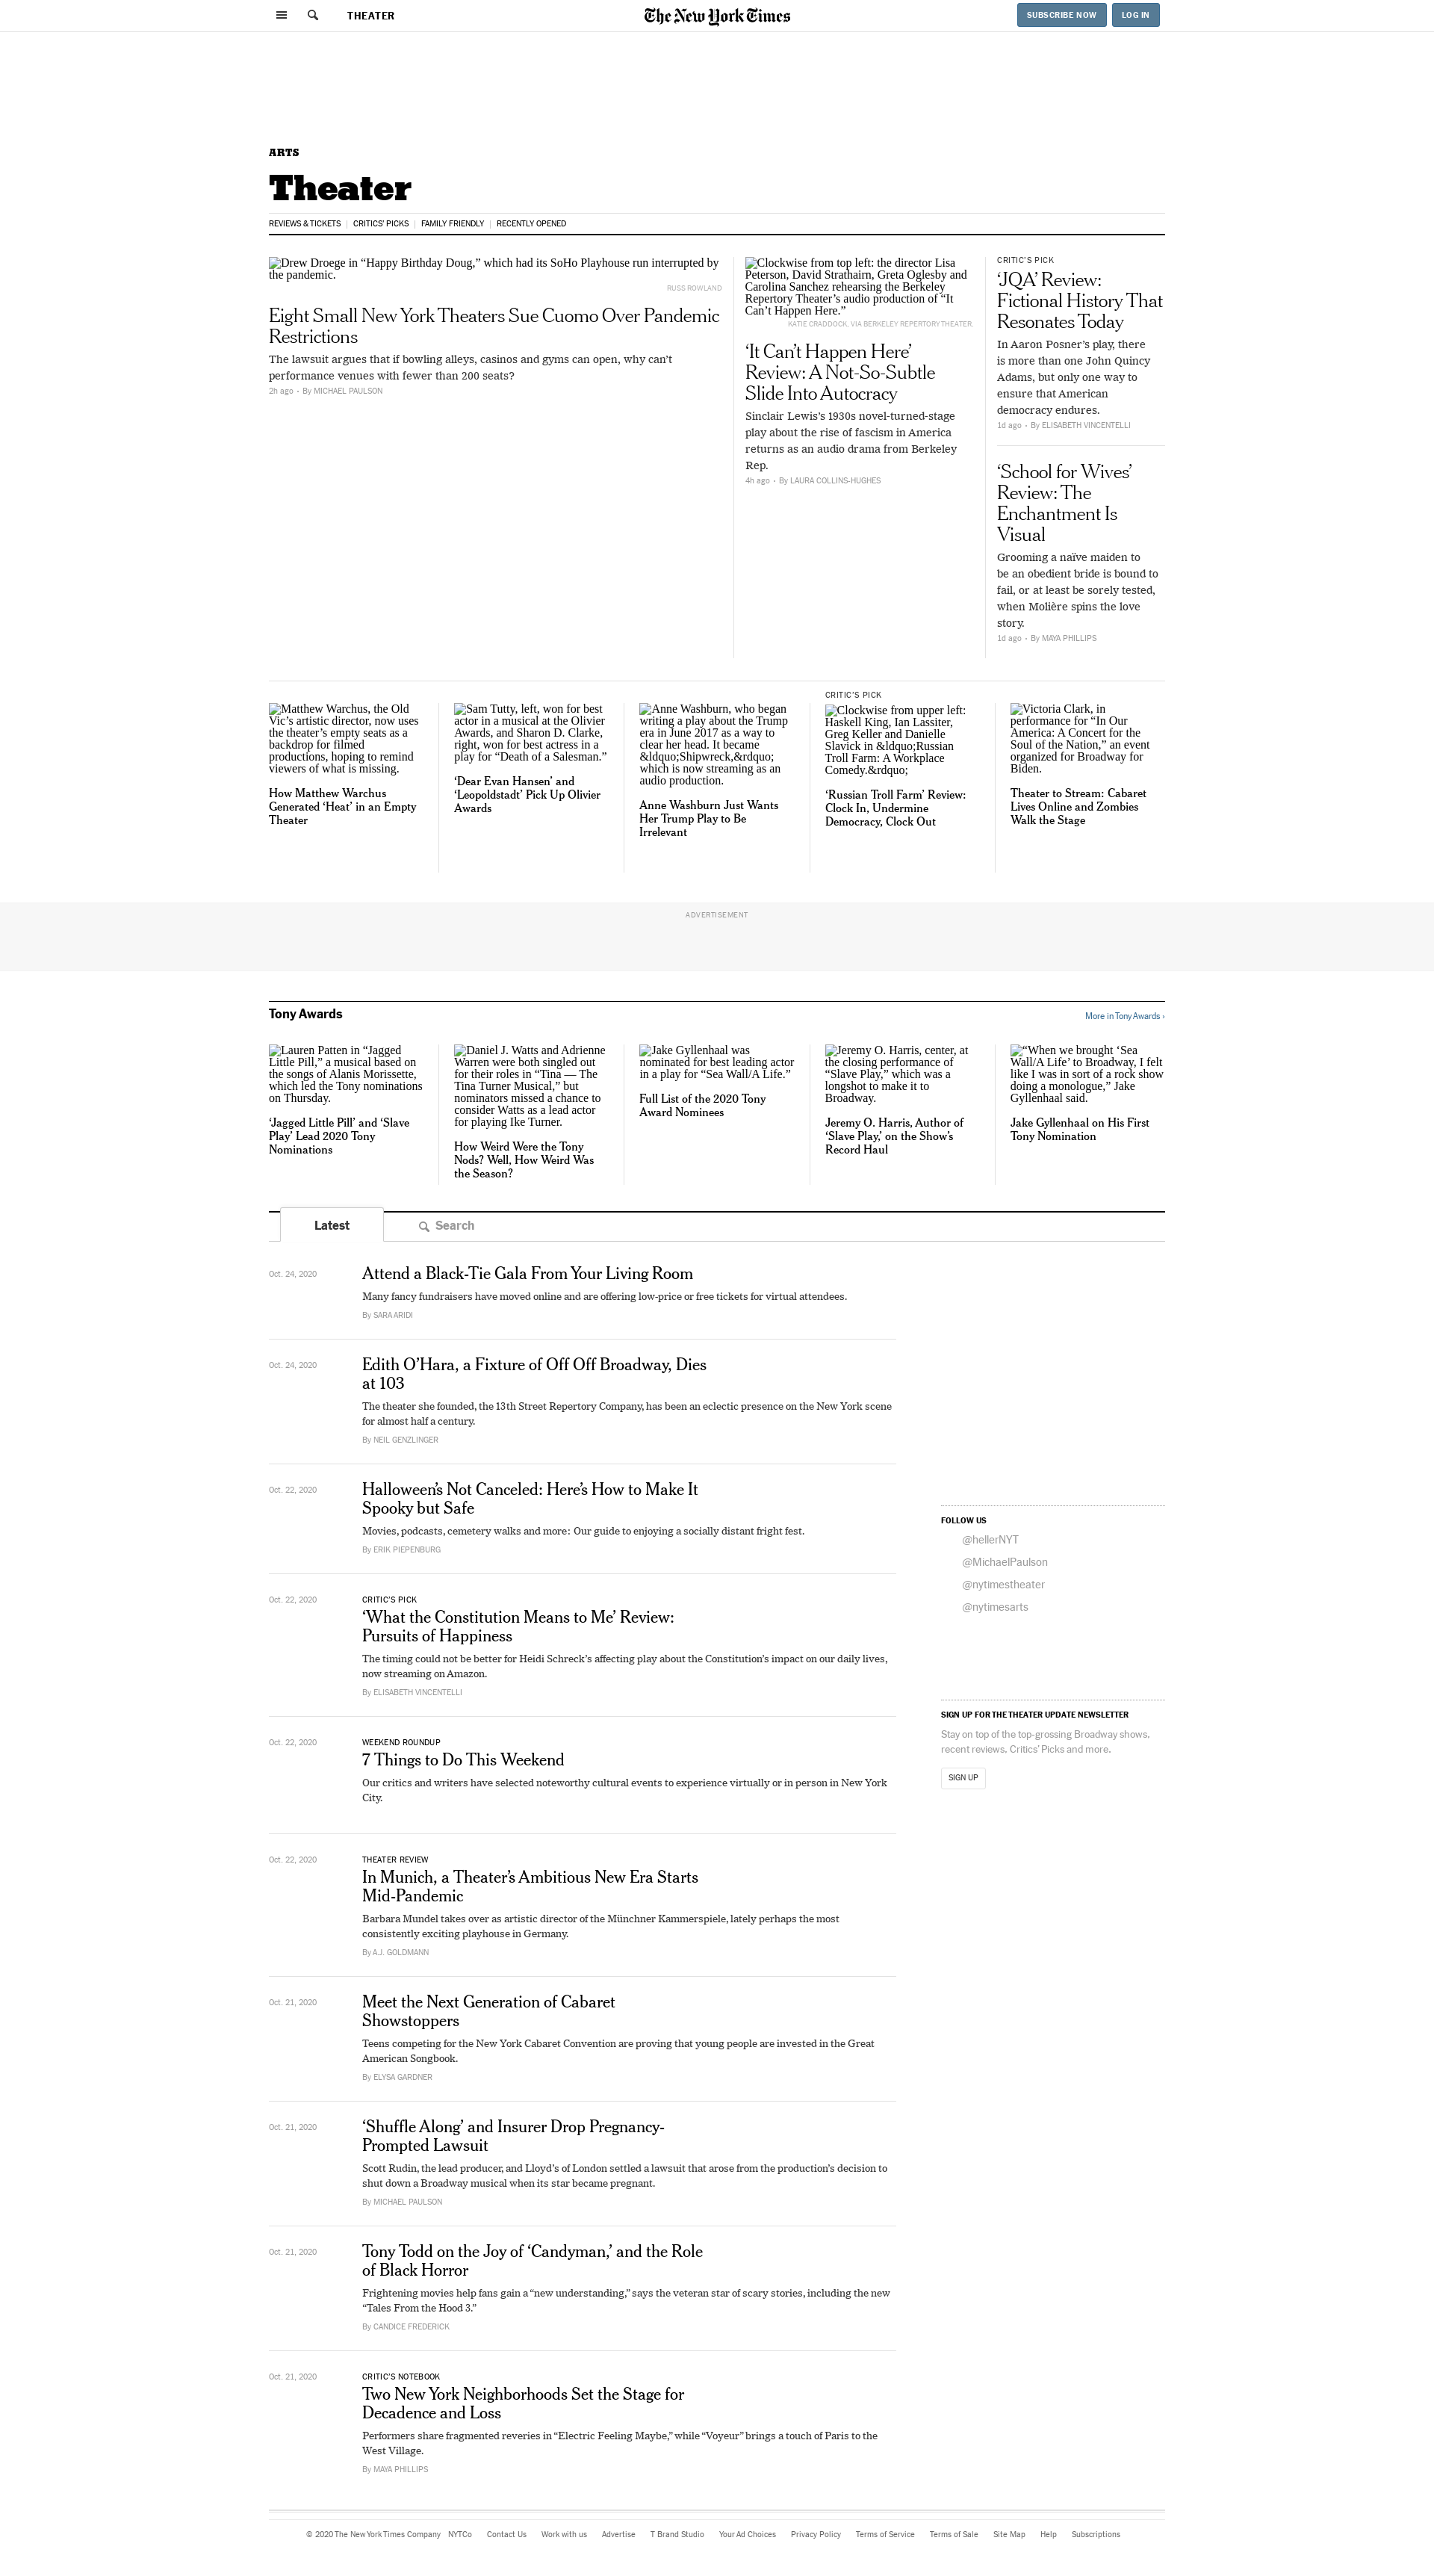 THEATER
The New York Times
SUBSCRIBE NOW
LOG IN
ARTS
Theater
REVIEWS & TICKETS
CRITICS' PICKS
FAMILY FRIENDLY
RECENTLY OPENED
Drew Droege in “Happy Birthday Doug,” which had its SoHo Playhouse run interrupted by
the pandemic.
RUSS ROWLAND
Eight Small New York Theaters Sue Cuomo Over Pandemic
Restrictions
The lawsuit argues that if bowling alleys, casinos and gyms can open, why can’t
performance venues with fewer than 200 seats?
2h ago • By MICHAEL PAULSON
Clockwise from top left: the director Lisa
Peterson, David Strathairn, Greta Oglesby and
Carolina Sanchez rehearsing the Berkeley
Repertory Theater’s audio production of “It
Can’t Happen Here.”
KATIE CRADDOCK, VIA BERKELEY REPERTORY THEATER.
‘It Can’t Happen Here’
Review: A Not-So-Subtle
Slide Into Autocracy
Sinclair Lewis’s 1930s novel-turned-stage
play about the rise of fascism in America
returns as an audio drama from Berkeley
Rep.
4h ago • By LAURA COLLINS-HUGHES
CRITIC’S PICK
‘JQA’ Review:
Fictional History That
Resonates Today
In Aaron Posner’s play, there
is more than one John Quincy
Adams, but only one way to
ensure that American
democracy endures.
1d ago • By ELISABETH VINCENTELLI
‘School for Wives’
Review: The
Enchantment Is
Visual
Grooming a naïve maiden to
be an obedient bride is bound to
fail, or at least be sorely tested,
when Molière spins the love
story.
1d ago • By MAYA PHILLIPS
Matthew Warchus, the Old
Vic’s artistic director, now uses
the theater’s empty seats as a
backdrop for filmed
productions, hoping to remind
viewers of what is missing.
How Matthew Warchus
Generated ‘Heat’ in an Empty
Theater
Sam Tutty, left, won for best
actor in a musical at the Olivier
Awards, and Sharon D. Clarke,
right, won for best actress in a
play for “Death of a Salesman.”
‘Dear Evan Hansen’ and
‘Leopoldstadt’ Pick Up Olivier
Awards
Anne Washburn, who began
writing a play about the Trump
era in June 2017 as a way to
clear her head. It became
&ldquo;Shipwreck,&rdquo;
which is now streaming as an
audio production.
Anne Washburn Just Wants
Her Trump Play to Be
Irrelevant
CRITIC’S PICK
Clockwise from upper left:
Haskell King, Ian Lassiter,
Greg Keller and Danielle
Slavick in &ldquo;Russian
Troll Farm: A Workplace
Comedy.&rdquo;
‘Russian Troll Farm’ Review:
Clock In, Undermine
Democracy, Clock Out
Victoria Clark, in
performance for “In Our
America: A Concert for the
Soul of the Nation,” an event
organized for Broadway for
Biden.
Theater to Stream: Cabaret
Lives Online and Zombies
Walk the Stage
ADVERTISEMENT
Tony Awards
More in Tony Awards ›
Lauren Patten in “Jagged
Little Pill,” a musical based on
the songs of Alanis Morissette,
which led the Tony nominations
on Thursday.
‘Jagged Little Pill’ and ‘Slave
Play’ Lead 2020 Tony
Nominations
Daniel J. Watts and Adrienne
Warren were both singled out
for their roles in “Tina — The
Tina Turner Musical,” but
nominators missed a chance to
consider Watts as a lead actor
for playing Ike Turner.
How Weird Were the Tony
Nods? Well, How Weird Was
the Season?
Jake Gyllenhaal was
nominated for best leading actor
in a play for “Sea Wall/A Life.”
Full List of the 2020 Tony
Award Nominees
Jeremy O. Harris, center, at
the closing performance of
“Slave Play,” which was a
longshot to make it to
Broadway.
Jeremy O. Harris, Author of
‘Slave Play,’ on the Show’s
Record Haul
“When we brought ‘Sea
Wall/A Life’ to Broadway, I felt
like I was in sort of a rock show
doing a monologue,” Jake
Gyllenhaal said.
Jake Gyllenhaal on His First
Tony Nomination
Latest
Search
Oct. 24, 2020
Attend a Black-Tie Gala From Your Living Room
Many fancy fundraisers have moved online and are offering low-price or free tickets for virtual attendees.
By SARA ARIDI
Oct. 24, 2020
Edith O’Hara, a Fixture of Off Off Broadway, Dies
at 103
The theater she founded, the 13th Street Repertory Company, has been an eclectic presence on the New York scene
for almost half a century.
By NEIL GENZLINGER
Oct. 22, 2020
Halloween’s Not Canceled: Here’s How to Make It
Spooky but Safe
Movies, podcasts, cemetery walks and more: Our guide to enjoying a socially distant fright fest.
By ERIK PIEPENBURG
Oct. 22, 2020
CRITIC’S PICK
‘What the Constitution Means to Me’ Review:
Pursuits of Happiness
The timing could not be better for Heidi Schreck’s affecting play about the Constitution’s impact on our daily lives,
now streaming on Amazon.
By ELISABETH VINCENTELLI
Oct. 22, 2020
WEEKEND ROUNDUP
7 Things to Do This Weekend
Our critics and writers have selected noteworthy cultural events to experience virtually or in person in New York
City.
Oct. 22, 2020
THEATER REVIEW
In Munich, a Theater’s Ambitious New Era Starts
Mid-Pandemic
Barbara Mundel takes over as artistic director of the Münchner Kammerspiele, lately perhaps the most
consistently exciting playhouse in Germany.
By A.J. GOLDMANN
Oct. 21, 2020
Meet the Next Generation of Cabaret
Showstoppers
Teens competing for the New York Cabaret Convention are proving that young people are invested in the Great
American Songbook.
By ELYSA GARDNER
Oct. 21, 2020
‘Shuffle Along’ and Insurer Drop Pregnancy-
Prompted Lawsuit
Scott Rudin, the lead producer, and Lloyd’s of London settled a lawsuit that arose from the production’s decision to
shut down a Broadway musical when its star became pregnant.
By MICHAEL PAULSON
Oct. 21, 2020
Tony Todd on the Joy of ‘Candyman,’ and the Role
of Black Horror
Frightening movies help fans gain a “new understanding,” says the veteran star of scary stories, including the new
“Tales From the Hood 3.”
By CANDICE FREDERICK
Oct. 21, 2020
CRITIC’S NOTEBOOK
Two New York Neighborhoods Set the Stage for
Decadence and Loss
Performers share fragmented reveries in “Electric Feeling Maybe,” while “Voyeur” brings a touch of Paris to the
West Village.
By MAYA PHILLIPS
FOLLOW US
@hellerNYT
@MichaelPaulson
@nytimestheater
@nytimesarts
SIGN UP FOR THE THEATER UPDATE NEWSLETTER
Stay on top of the top-grossing Broadway shows,
recent reviews, Critics’ Picks and more.
SIGN UP
© 2020 The New York Times Company NYTCo Contact Us Work with us Advertise T Brand Studio Your Ad Choices Privacy Policy Terms of Service Terms of Sale Site Map Help Subscriptions